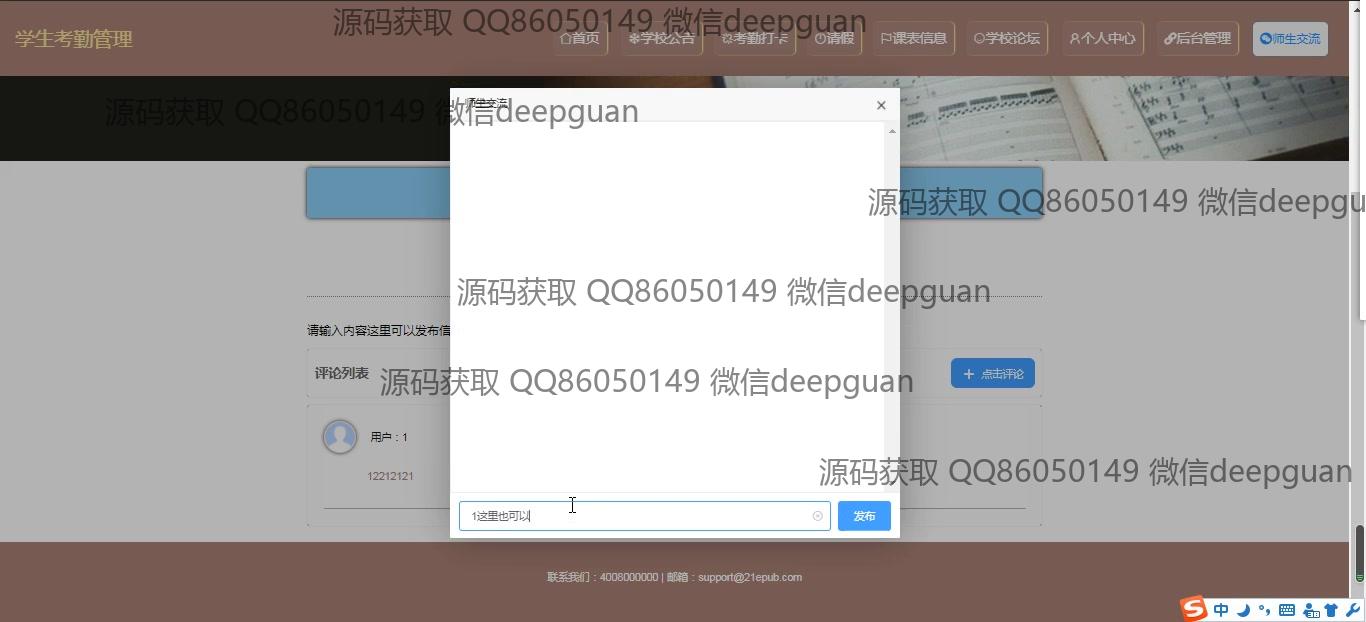 源码获取 QQ86050149 微信deepguan
学生考勤管理
首页 学校公告 考勤打卡 请假 课表信息 学校论坛 个人中心 后台管理 师生交流
师生交流
源码获取 QQ86050149 微信deepguan
源码获取 QQ86050149 微信deepgu
源码获取 QQ86050149 微信deepguan
请输入内容这里可以发布信
评论列表
点击评论
源码获取 QQ86050149 微信deepguan
用户：1
12212121
源码获取 QQ86050149 微信deepguan
1这里也可以
发布
联系我们：4008000000 | 邮箱：support@21epub.com
中